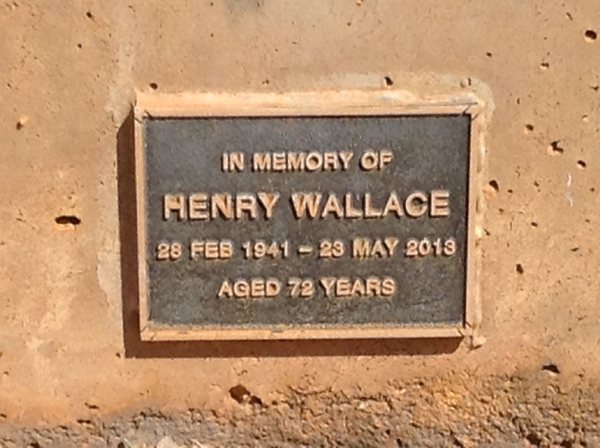 IN MEMORY OF
HENRY WALLACE
28 FEB 1941 – 23 MAY 2013
AGED 72 YEARS